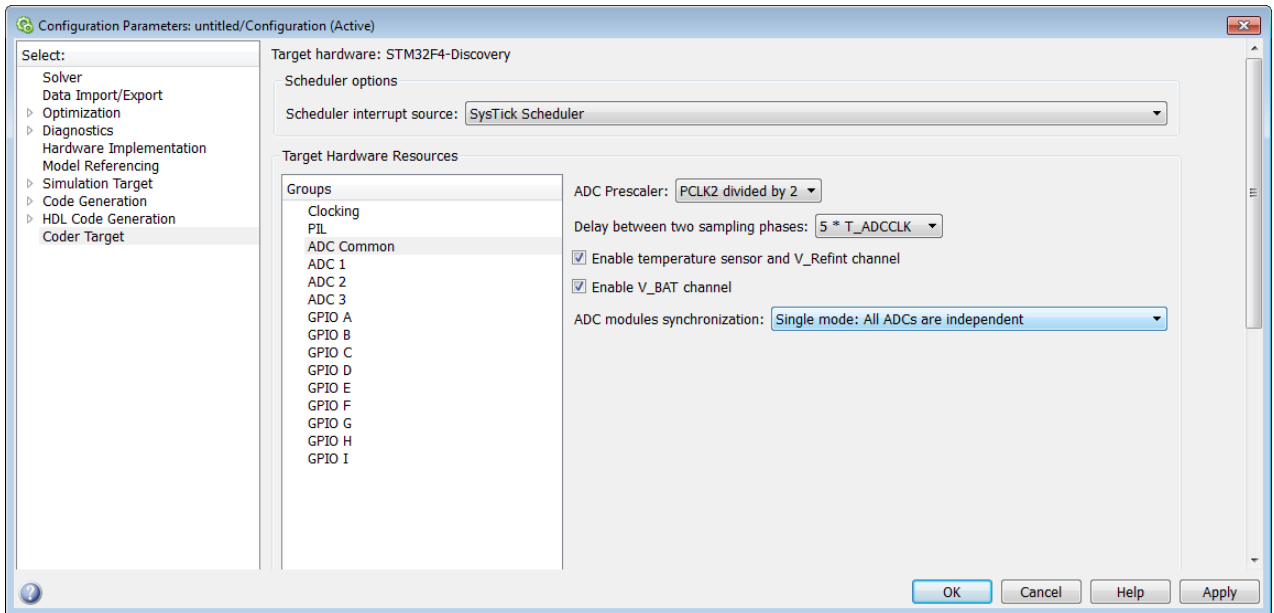 Configuration Parameters: untitled/Configuration (Active)
Select:
Solver
Data Import/Export
Optimization
Diagnostics
Hardware Implementation
Model Referencing
Simulation Target
Code Generation
HDL Code Generation
Coder Target
Target hardware: STM32F4-Discovery
Scheduler options
Scheduler interrupt source: SysTick Scheduler
Target Hardware Resources
Groups
Clocking
PIL
ADC Common
ADC 1
ADC 2
ADC 3
GPIO A
GPIO B
GPIO C
GPIO D
GPIO E
GPIO F
GPIO G
GPIO H
GPIO I
ADC Prescaler: PCLK2 divided by 2
Delay between two sampling phases: 5 * T_ADCCLK
Enable temperature sensor and V_Refint channel
Enable V_BAT channel
ADC modules synchronization: Single mode: All ADCs are independent
OK Cancel Help Apply